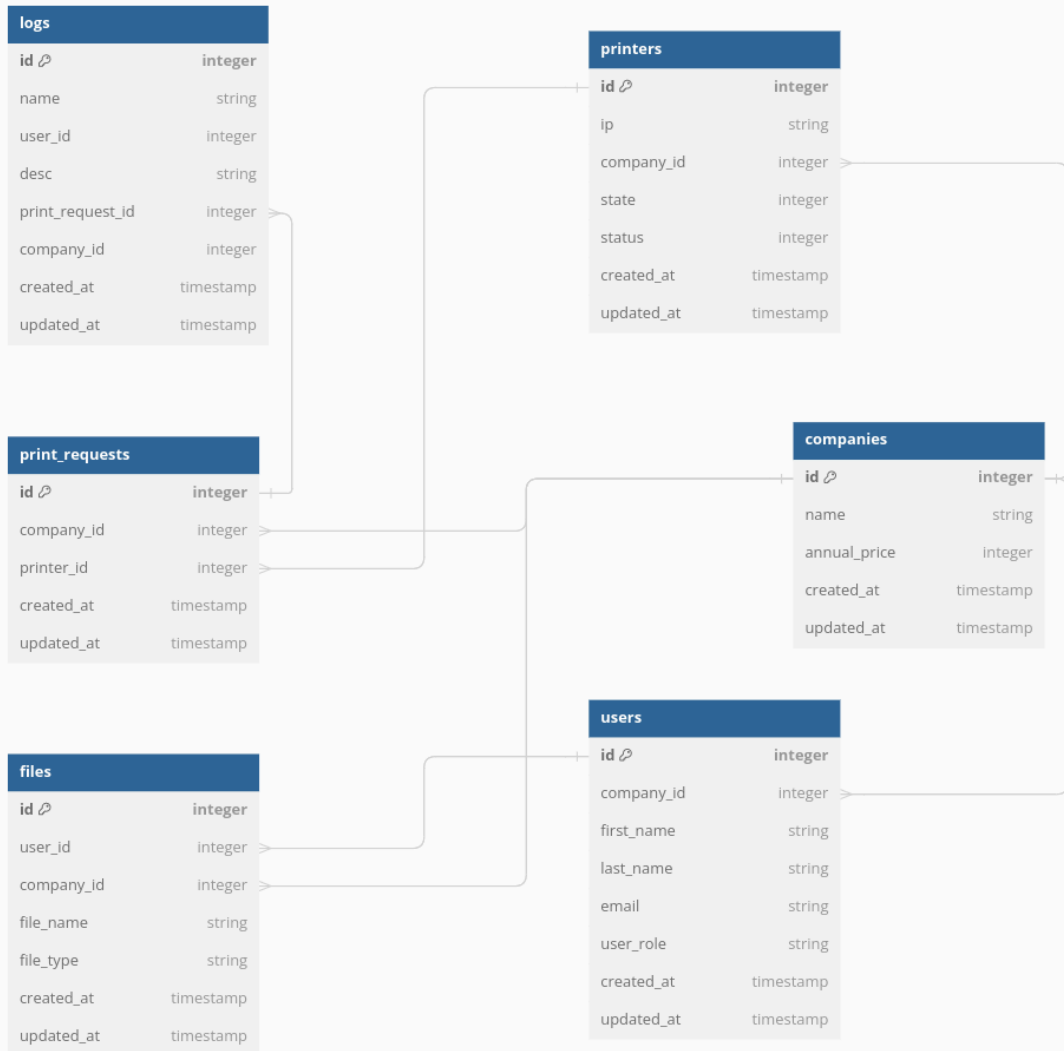 logs
id integer
name string
user_id integer
desc string
print_request_id integer
company_id integer
created_at timestamp
updated_at timestamp
printers
id integer
ip string
company_id integer
state integer
status integer
created_at timestamp
updated_at timestamp
print_requests
id integer
company_id integer
printer_id integer
created_at timestamp
updated_at timestamp
companies
id integer
name string
annual_price integer
created_at timestamp
updated_at timestamp
files
id integer
user_id integer
company_id integer
file_name string
file_type string
created_at timestamp
updated_at timestamp
users
id integer
company_id integer
first_name string
last_name string
email string
user_role string
created_at timestamp
updated_at timestamp